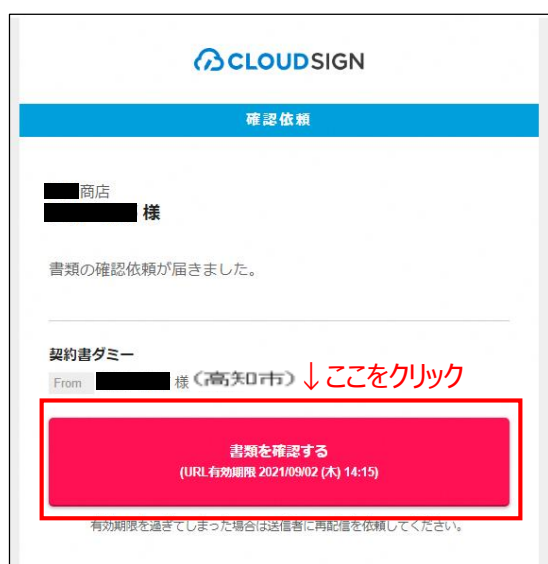 CLOUDSIGN
確認依頼
商店
様
書類の確認依頼が届きました。
契約書ダミー
From 様(高知市) ↓ここをクリック
書類を確認する
(URL有効期限 2021/09/02 (木) 14:15)
有効期限を過ぎてしまった場合は送信者に再配信を依頼してください。